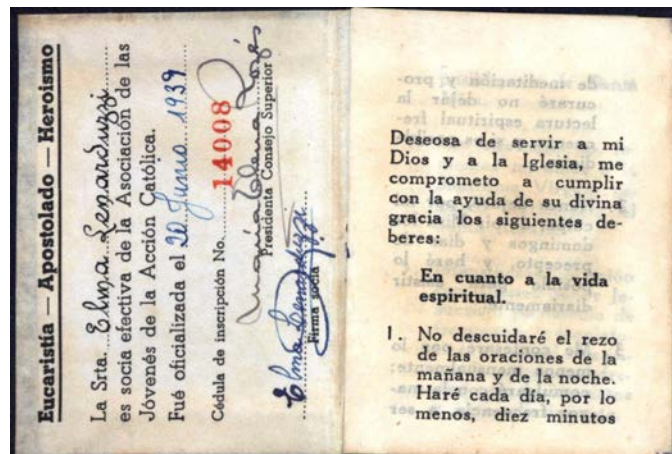 Eucaristía — Apostolado — Heroismo
La Srta. Elma Lenarduzzi
es socia efectiva de la Asociación de las
Jóvenés de la Acción Católica.
Fué oficializada el 20 Junio 1939
Cédula de inscripción No. 14008
María Elena
Presidenta Consejo Superior
Elma Lenarduzzi
Firma socia
Deseosa de servir a mi
Dios y a la Iglesia, me
comprometo a cumplir
con la ayuda de su divina
gracia los siguientes de-
beres:
En cuanto a la vida
espiritual.
1. No descuidaré el rezo
de las oraciones de la
mañana y de la noche.
Haré cada día, por lo
menos, diez minutos